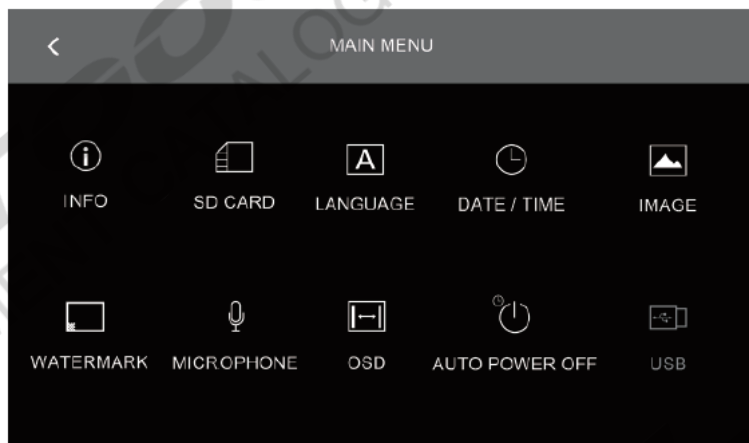 MAIN MENU
INFO SD CARD LANGUAGE DATE / TIME IMAGE
WATERMARK MICROPHONE OSD AUTO POWER OFF USB